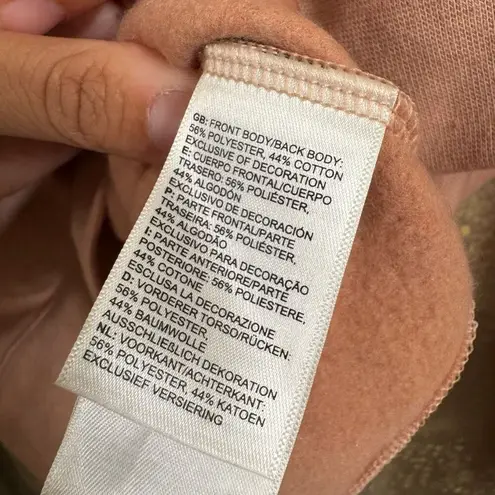 GB: FRONT BODY/BACK BODY:
56% POLYESTER, 44% COTTON
EXCLUSIVE OF DECORATION
E: CUERPO FRONTAL/CUERPO
TRASERO: 56% POLIÉSTER,
44% ALGODÓN
EXCLUSIVO DE DECORACIÓN
P: PARTE FRONTAL/PARTE
TRASEIRA: 56% POLIÉSTER,
44% ALGODÃO
EXCLUSIVO PARA DECORAÇÃO
I: PARTE ANTERIORE/PARTE
POSTERIORE: 56% POLIESTERE,
44% COTONE
ESCLUSA LA DECORAZIONE
D: VORDERER TORSO/RÜCKEN:
56% POLYESTER,
44% BAUMWOLLE
AUSSCHLIEßLICH DEKORATION
NL: VOORKANT/ACHTERKANT:
56% POLYESTER, 44% KATOEN
EXCLUSIEF VERSIERING